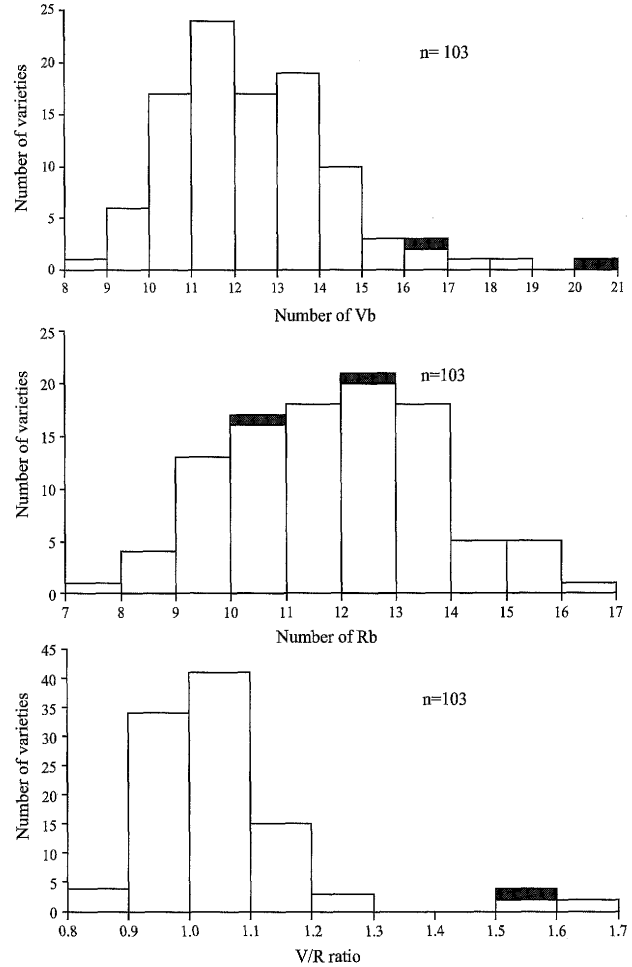 25
20
15
10
5
0
Number of varieties
n= 103
8 9 10 11 12 13 14 15 16 17 18 19 20 21
Number of Vb
25
20
15
10
5
0
Number of varieties
n=103
7 8 9 10 11 12 13 14 15 16 17
Number of Rb
45
40
35
30
25
20
15
10
5
0
Number of varieties
n=103
0.8 0.9 1.0 1.1 1.2 1.3 1.4 1.5 1.6 1.7
V/R ratio